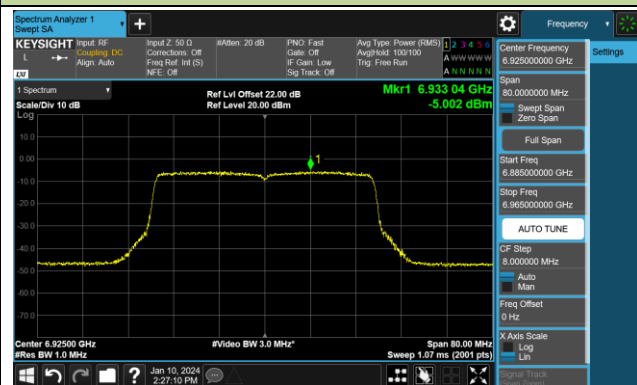 Spectrum Analyzer 1
Swept SA
Frequency
KEYSIGHT
L
LXI
Input: RF
Coupling: DC
Align: Auto
Input Z: 50 Ω
Corrections: Off
Freq Ref: Int (S)
NFE: Off
#Atten: 20 dB
PNO: Fast
Gate: Off
IF Gain: Low
Sig Track: Off
Avg Type: Power (RMS)
Avg|Hold: 100/100
Trig: Free Run
1 2 3 4 5 6
A W W W W W
A N N N N N
Center Frequency
6.925000000 GHz
Settings
Span
80.0000000 MHz
Swept Span
Zero Span
Full Span
Start Freq
6.885000000 GHz
Stop Freq
6.965000000 GHz
AUTO TUNE
CF Step
8.000000 MHz
Auto
Man
Freq Offset
0 Hz
X Axis Scale
Log
Lin
Signal Track
1 Spectrum
Scale/Div 10 dB
Log
Ref Lvl Offset 22.00 dB
Ref Level 20.00 dBm
Mkr1 6.933 04 GHz
-5.002 dBm
10.0
0.00
1
-10.0
-20.0
-30.0
-40.0
-50.0
-60.0
-70.0
Center 6.92500 GHz
#Res BW 1.0 MHz
#Video BW 3.0 MHz*
Span 80.00 MHz
Sweep 1.07 ms (2001 pts)
?
Jan 10, 2024
2:27:10 PM